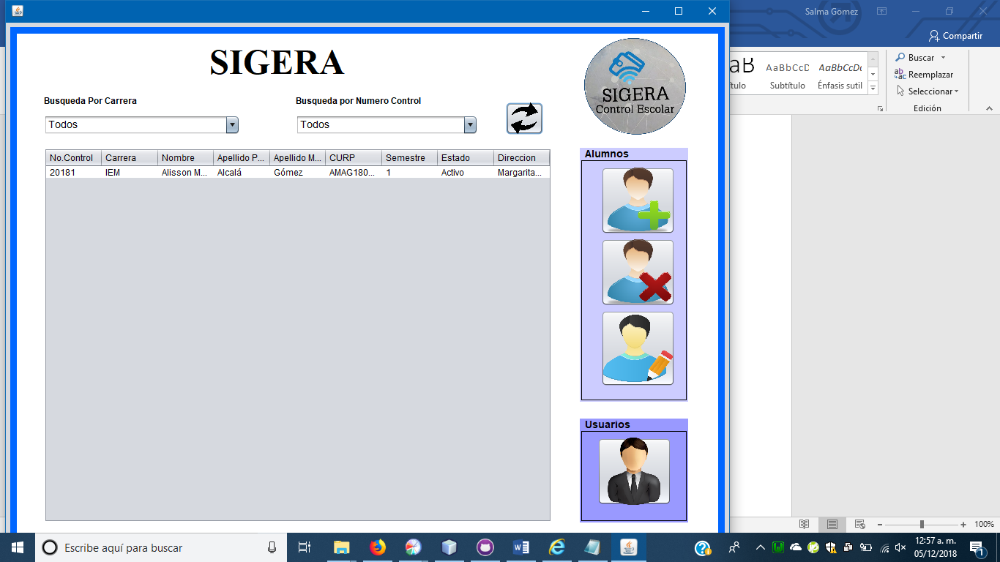 Salma Gomez
Compartir
SIGERA
SIGERA
Control Escolar
Busqueda Por Carrera
Busqueda por Numero Control
Todos
Todos
No.Control Carrera Nombre Apellido P... Apellido M... CURP Semestre Estado Direccion
20181 IEM Alisson M... Alcalá Gómez AMAG180... 1 Activo Margarita...
Alumnos
Usuarios
aB AaBbCcD AaBbCcDc
ítulo Subtítulo Énfasis sutil
Buscar
Reemplazar
Seleccionar
Edición
100%
Escribe aquí para buscar
12:57 a. m.
05/12/2018
1